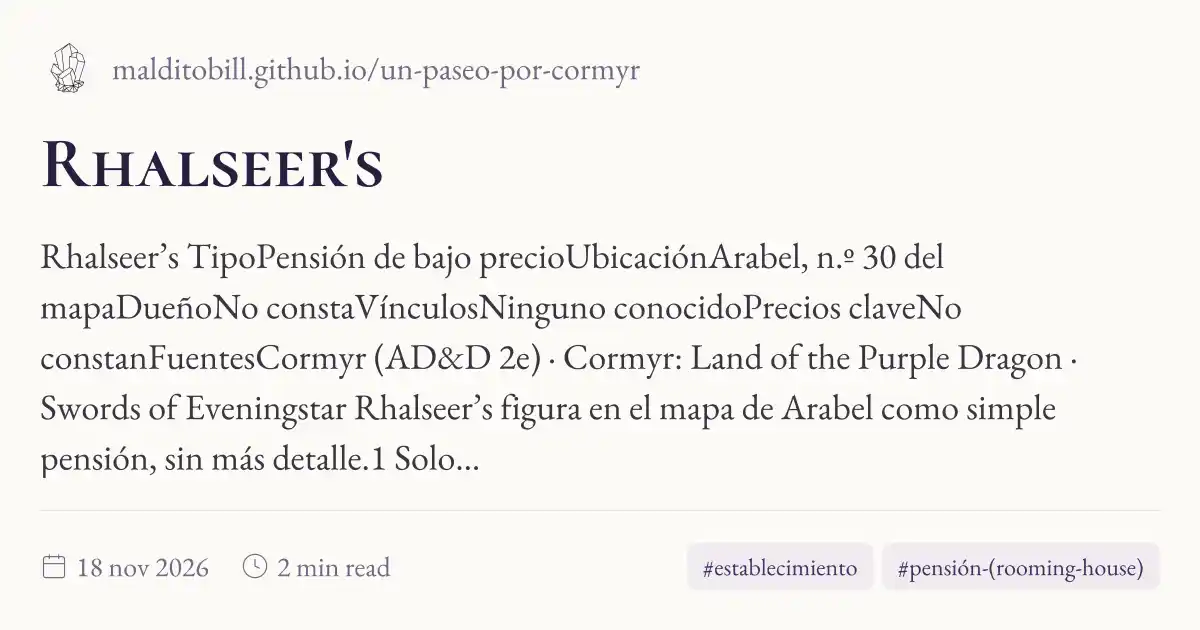 malditobill.github.io/un-paseo-por-cormyr
Rhalseer's
Rhalseer’s TipoPensión de bajo precioUbicaciónArabel, n.º 30 del
mapaDueñoNo constaVínculosNinguno conocidoPrecios claveNo
constanFuentesCormyr (AD&D 2e) · Cormyr: Land of the Purple Dragon ·
Swords of Eveningstar Rhalseer’s figura en el mapa de Arabel como simple
pensión, sin más detalle.1 Solo...
18 nov 2026
2 min read
#establecimiento
#pensión-(rooming-house)